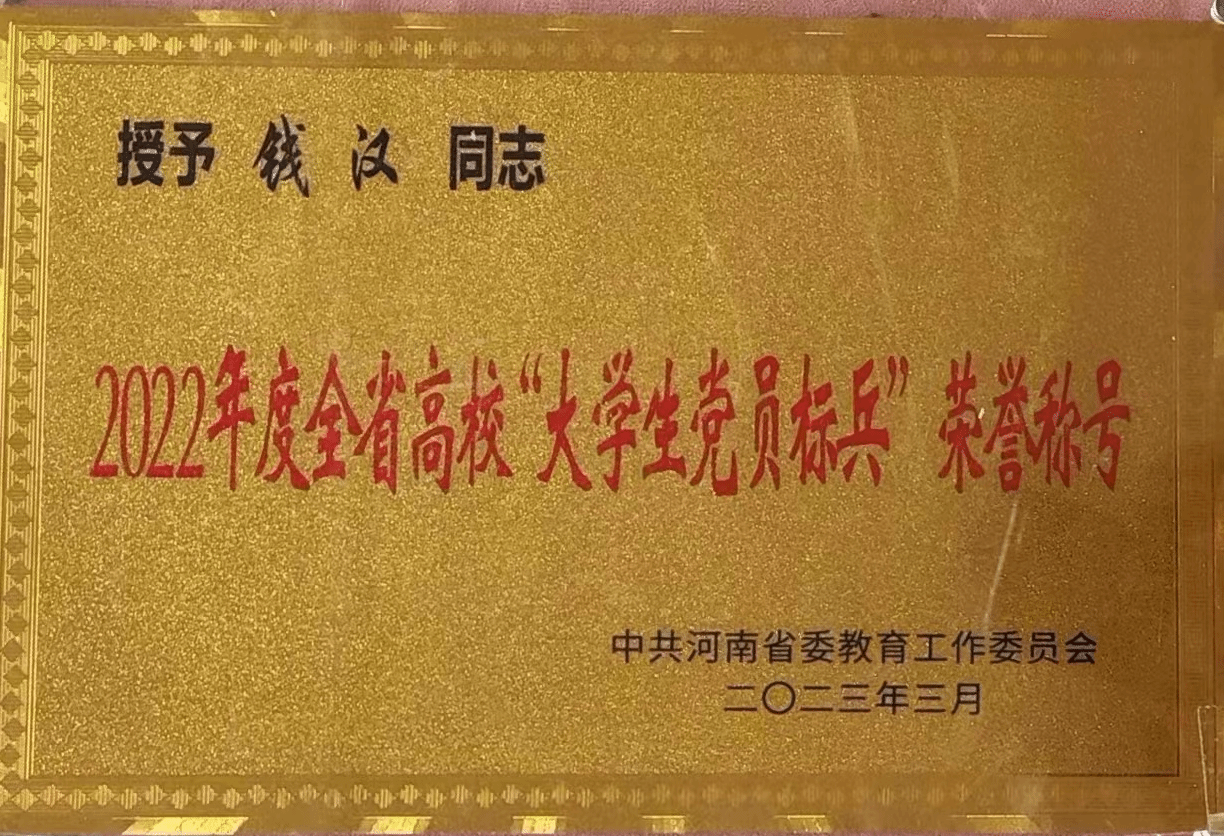 授予 钱汉 同志
2022年度全省高校“大学生党员标兵”荣誉称号
中共河南省委教育工作委员会
二〇二三年三月